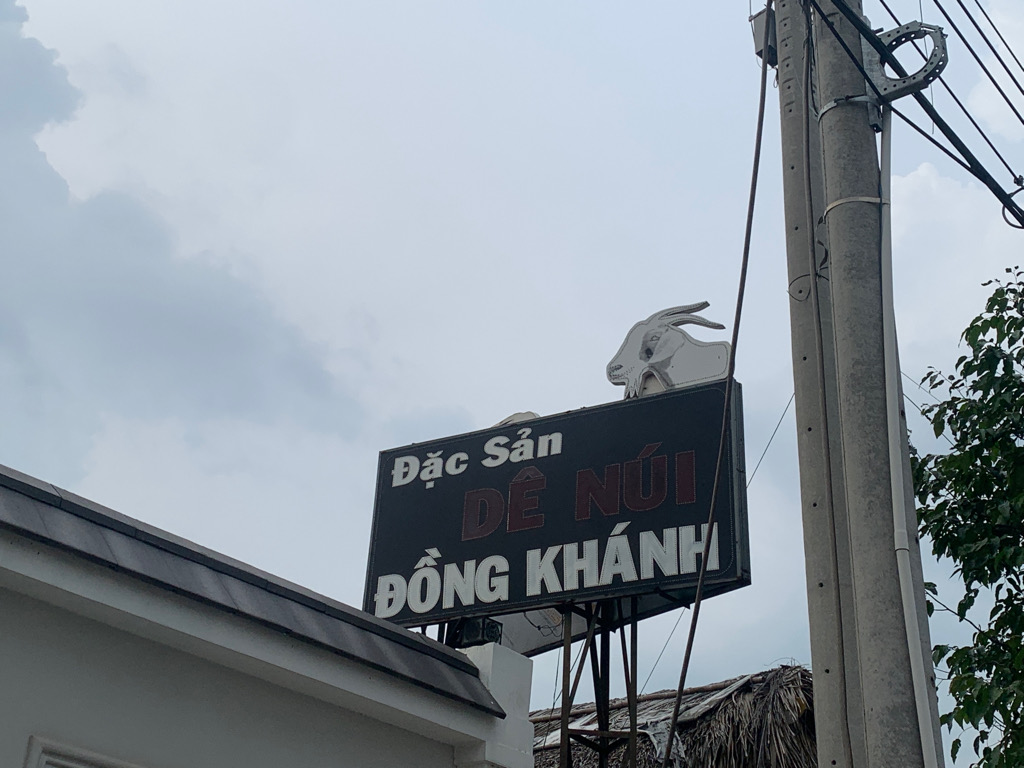 Đặc Sản
DÊ NÚI
ĐỒNG KHÁNH